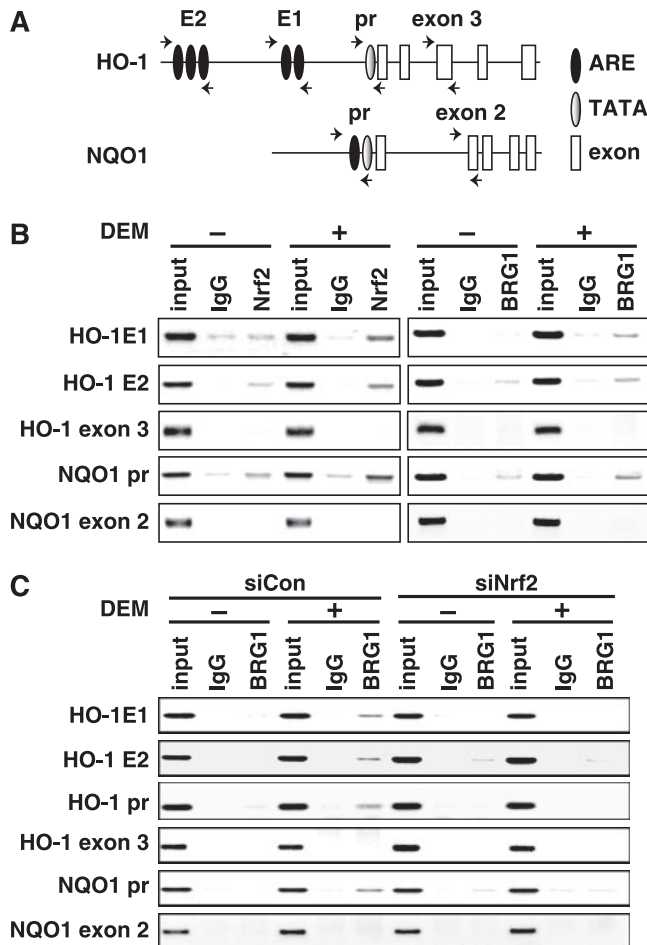 A
E2 E1 pr exon 3
HO-1
ARE
TATA
pr exon 2
NQO1
exon
B
DEM − + − +
input IgG Nrf2 input IgG Nrf2 input IgG BRG1 input IgG BRG1
HO-1E1
HO-1 E2
HO-1 exon 3
NQO1 pr
NQO1 exon 2
C
siCon siNrf2
DEM − + − +
input IgG BRG1 input IgG BRG1 input IgG BRG1 input IgG BRG1
HO-1E1
HO-1 E2
HO-1 pr
HO-1 exon 3
NQO1 pr
NQO1 exon 2